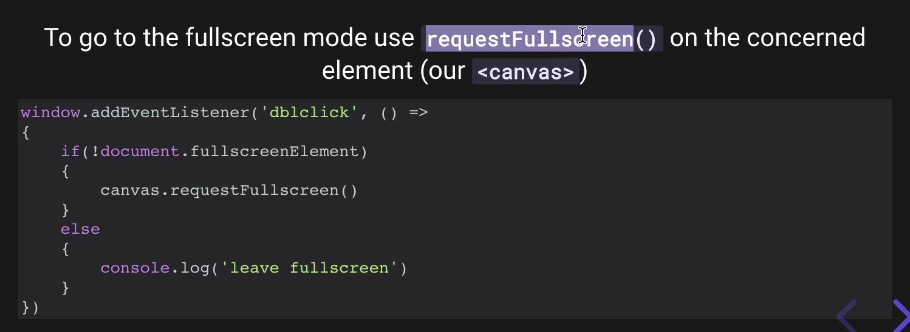 To go to the fullscreen mode use requestFullscreen() on the concerned
element (our <canvas>)
window.addEventListener('dblclick', () =>
{
    if(!document.fullscreenElement)
    {
        canvas.requestFullscreen()
    }
    else
    {
        console.log('leave fullscreen')
    }
})